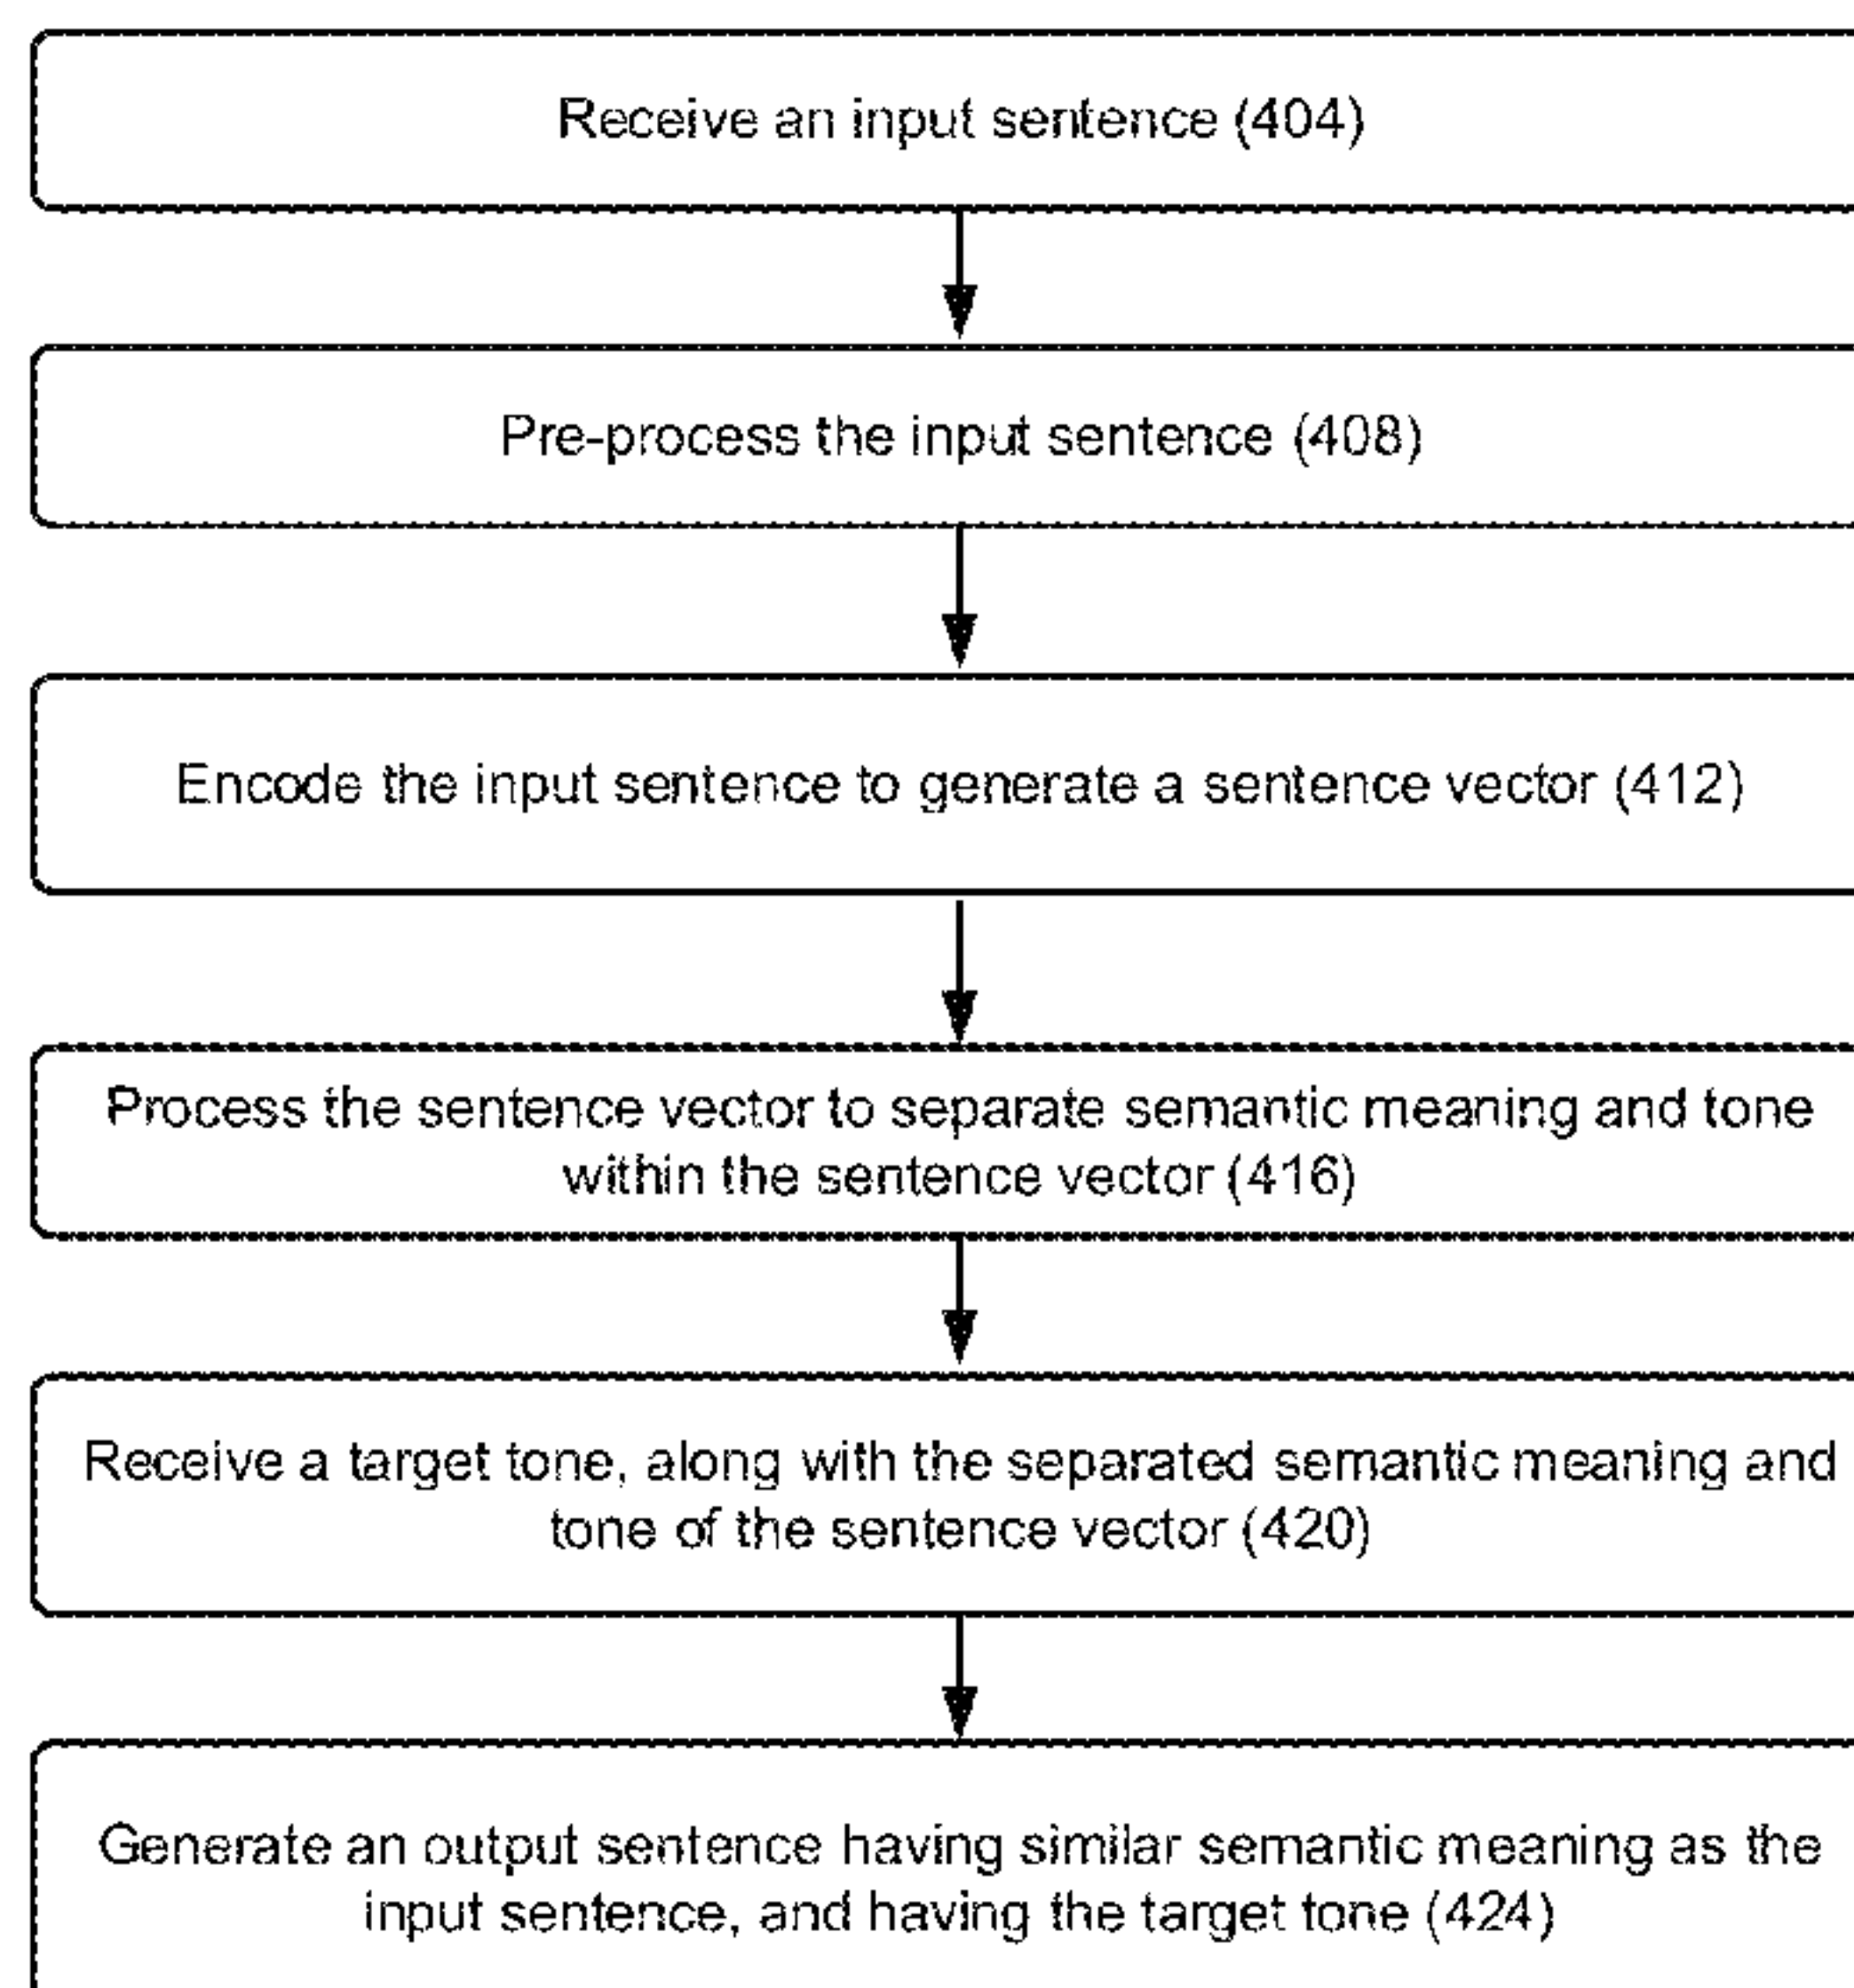 Receive an input sentence (404)
Pre-process the input sentence (408)
Encode the input sentence to generate a sentence vector (412)
Process the sentence vector to separate semantic meaning and tone
within the sentence vector (416)
Receive a target tone, along with the separated semantic meaning and
tone of the sentence vector (420)
Generate an output sentence having similar semantic meaning as the
input sentence, and having the target tone (424)